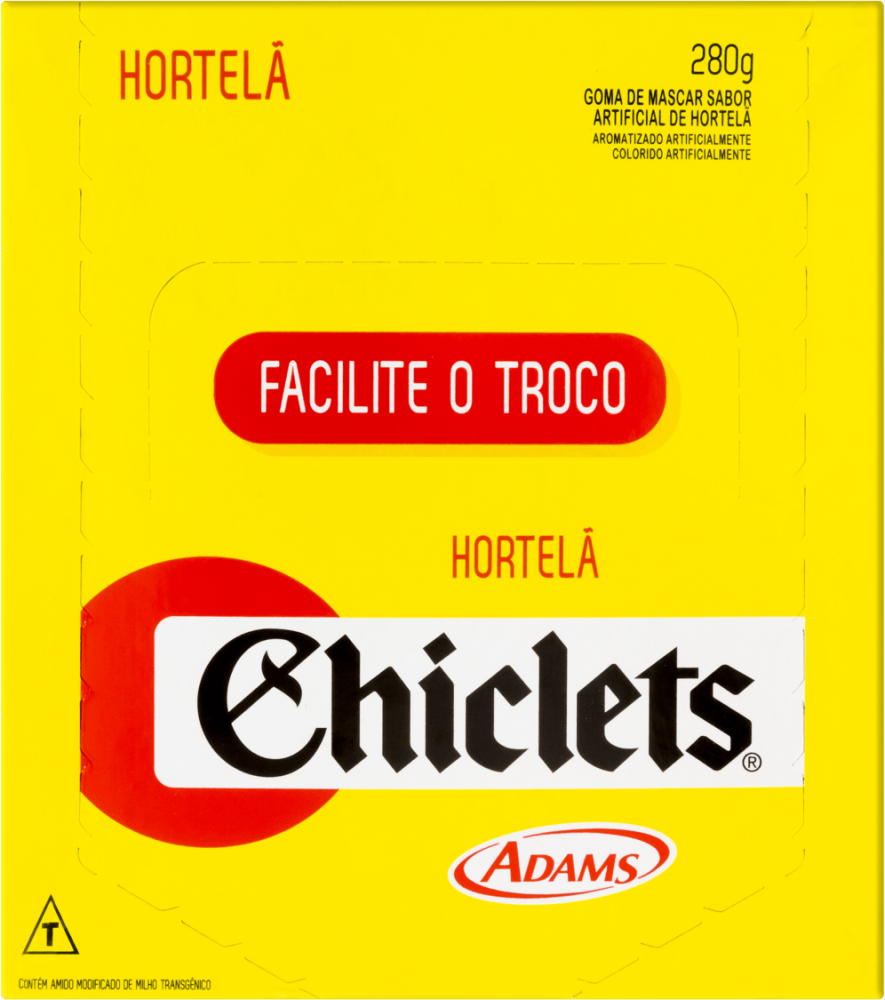 HORTELÃ
280g
GOMA DE MASCAR SABOR
ARTIFICIAL DE HORTELÃ
AROMATIZADO ARTIFICIALMENTE
COLORIDO ARTIFICIALMENTE
FACILITE O TROCO
HORTELÃ
Chiclets®
ADAMS
T
CONTÉM AMIDO MODIFICADO DE MILHO TRANSGÊNICO